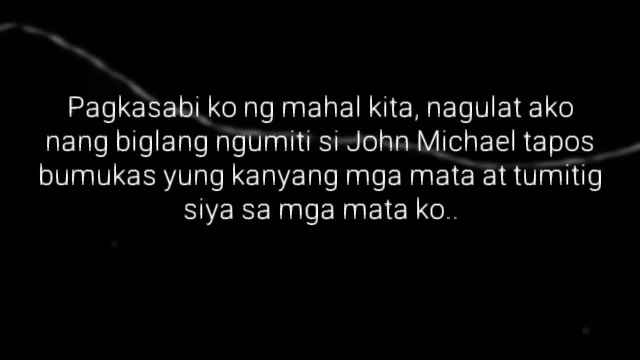 Pagkasabi ko ng mahal kita, nagulat ako
nang biglang ngumiti si John Michael tapos
bumukas yung kanyang mga mata at tumitig
siya sa mga mata ko..